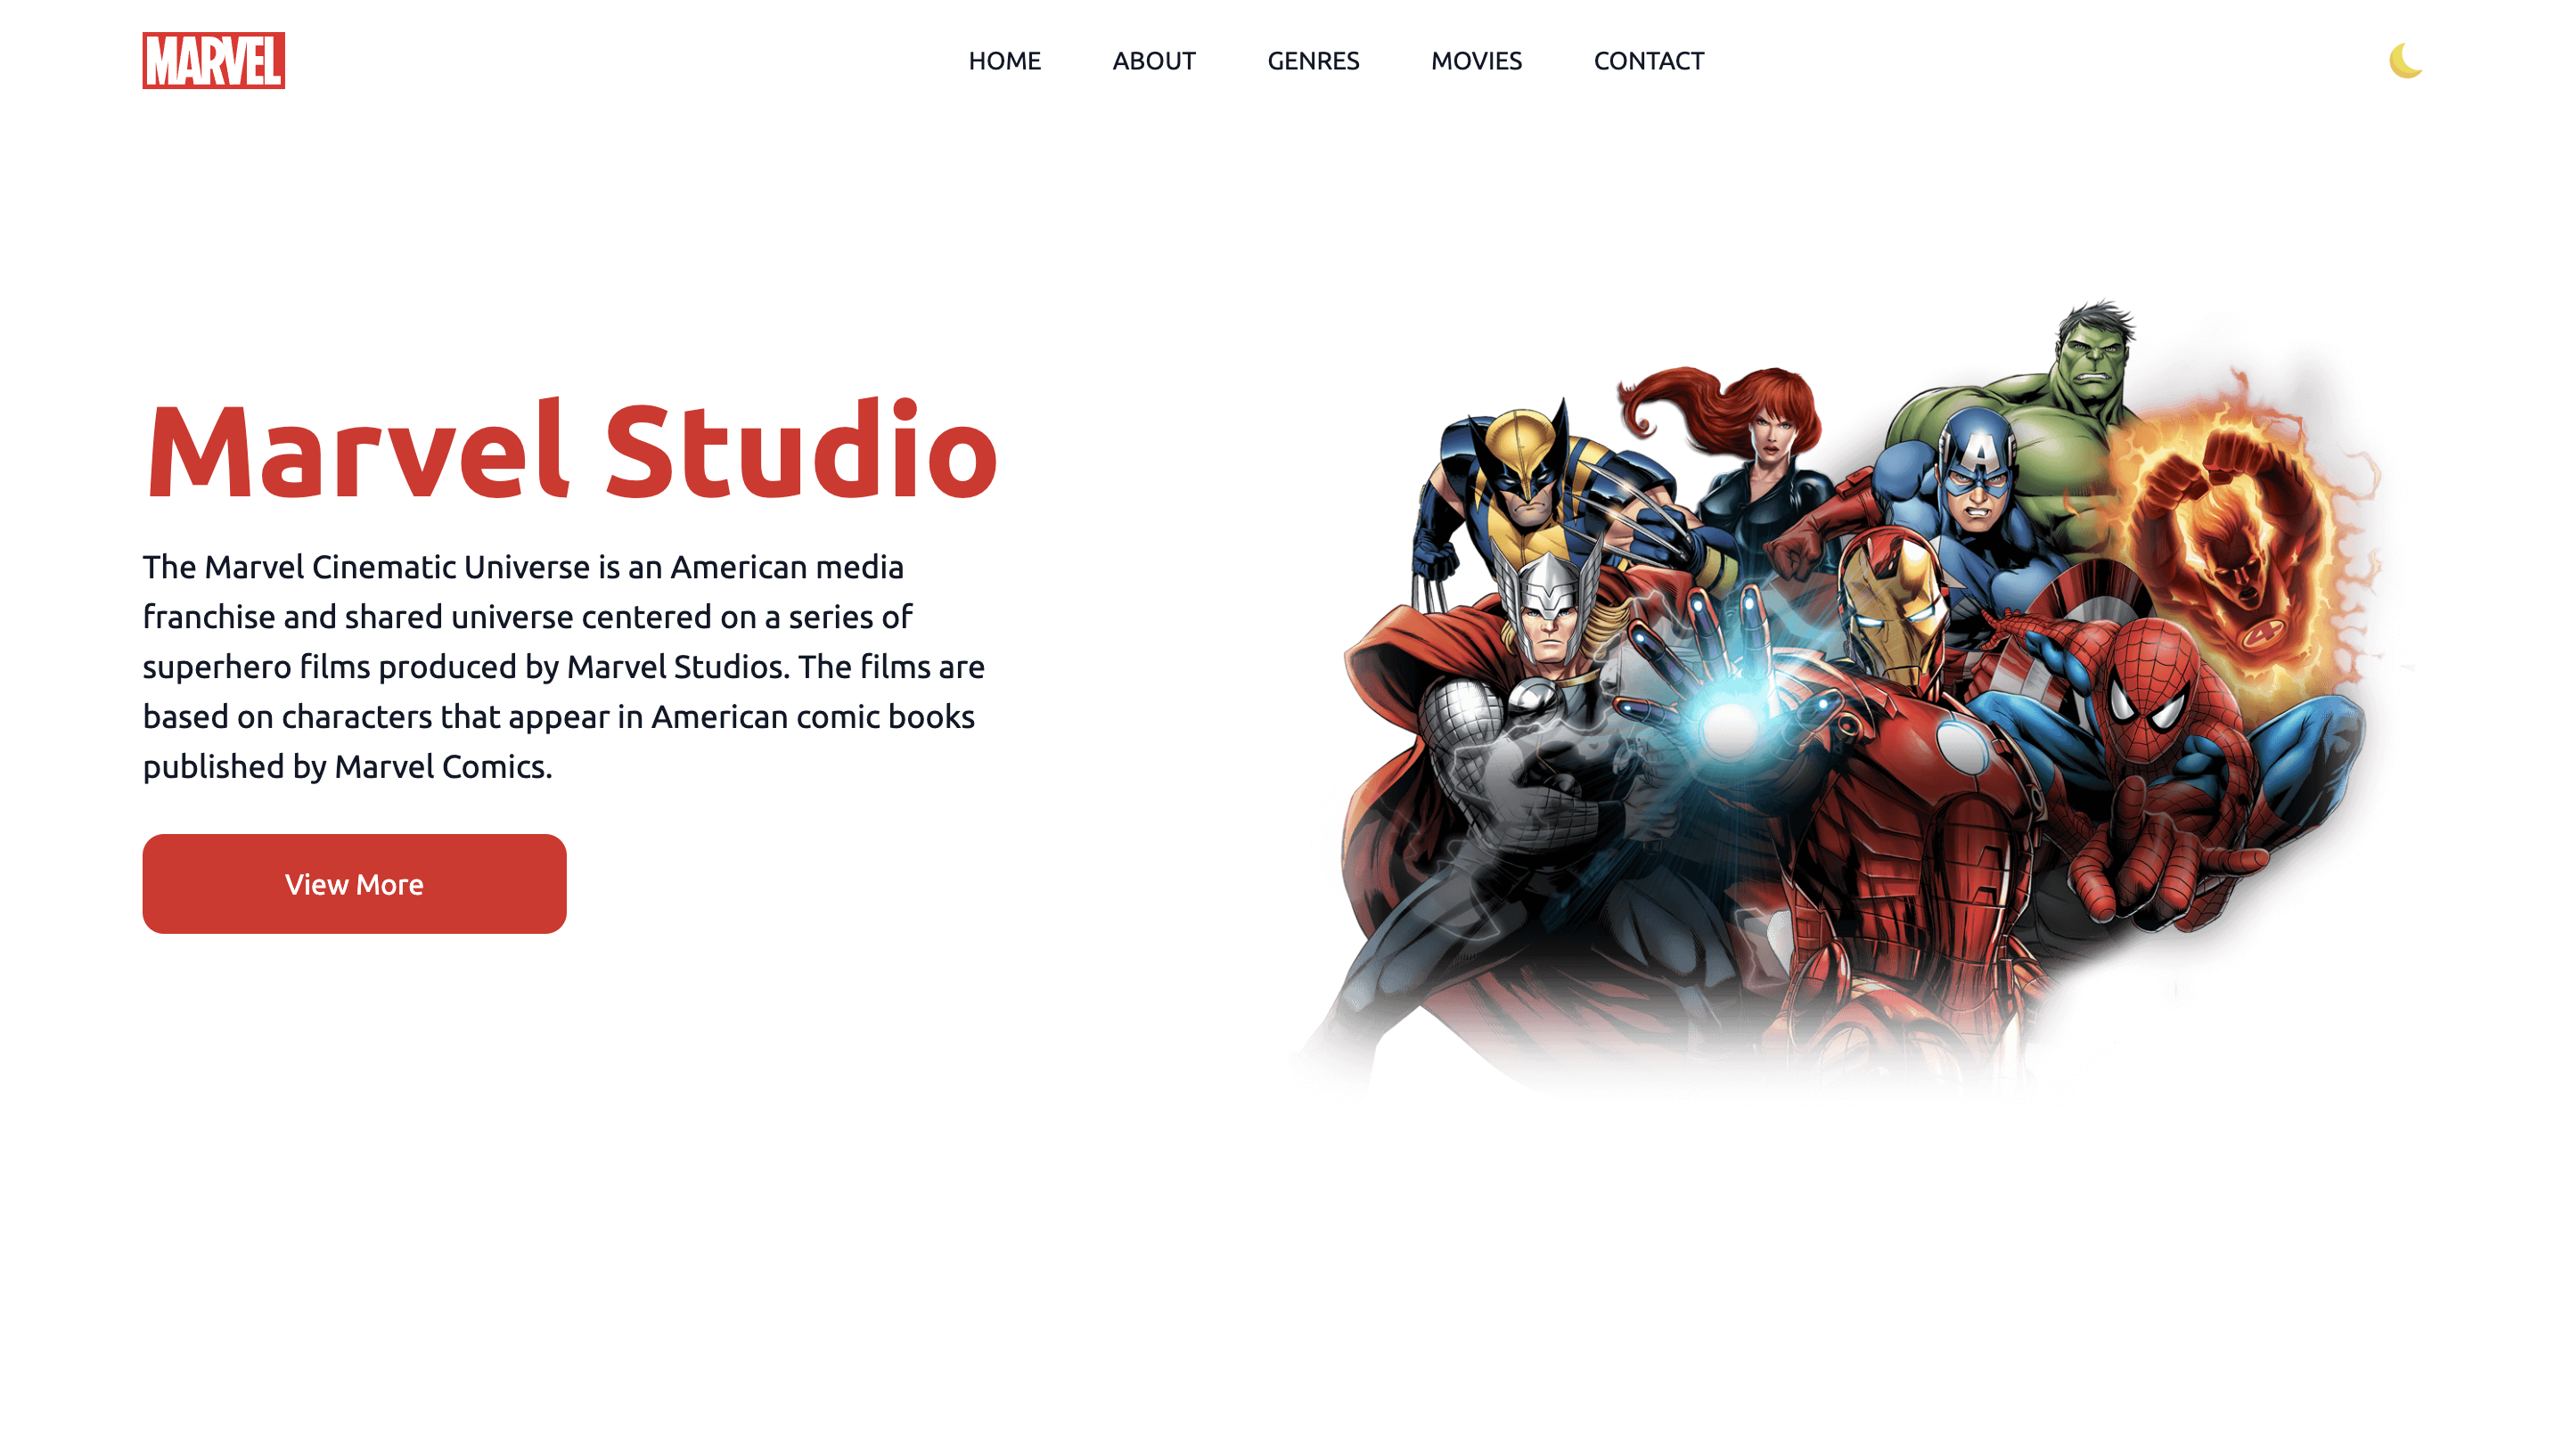 MARVEL
HOME ABOUT GENRES MOVIES CONTACT
Marvel Studio
The Marvel Cinematic Universe is an American media
franchise and shared universe centered on a series of
superhero films produced by Marvel Studios. The films are
based on characters that appear in American comic books
published by Marvel Comics.
View More
A
4